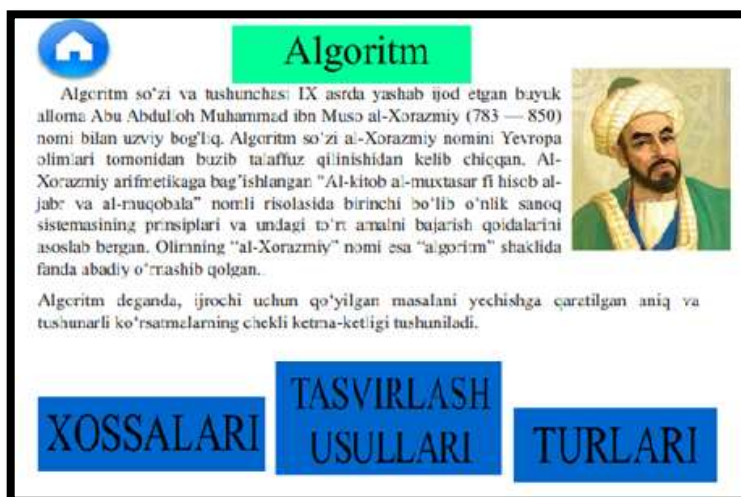 Algoritm
Algoritm so‘zi va tushunchasi IX asrda yashab ijod etgan buyuk
alloma Abu Abdulloh Muhammad ibn Muso al-Xorazmiy (783 — 850)
nomi bilan uzviy bog‘liq. Algoritm so‘zi al-Xorazmiy nomini Yevropa
olimlari tomonidan buzib talaffuz qilinishidan kelib chiqqan. Al-
Xorazmiy arifmetikaga bag‘ishlangan “Al-kitob al-muxtasar fi hisob al-
jabr va al-muqobala” nomli risolasida birinchi bo‘lib o‘nlik sanoq
sistemasining prinsiplari va undagi to‘rt amalni bajarish qoidalarini
asoslab bergan. Olimning “al-Xorazmiy” nomi esa “algoritm” shaklida
fanda abadiy o‘rnashib qolgan.
Algoritm deganda, ijrochi uchun qo‘yilgan masalani yechishga qaratilgan aniq va
tushunarli ko‘rsatmalarning chekli ketma-ketligi tushuniladi.
XOSSALARI
TASVIRLASH
USULLARI
TURLARI